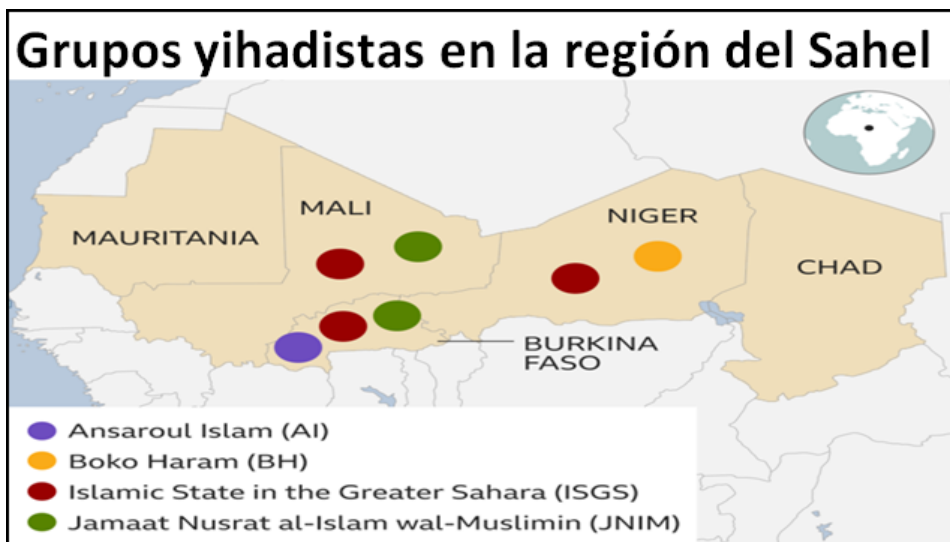 Grupos yihadistas en la región del Sahel
MALI
NIGER
MAURITANIA
CHAD
BURKINA
FASO
Ansaroul Islam (AI)
Boko Haram (BH)
Islamic State in the Greater Sahara (ISGS)
Jamaat Nusrat al-Islam wal-Muslimin (JNIM)